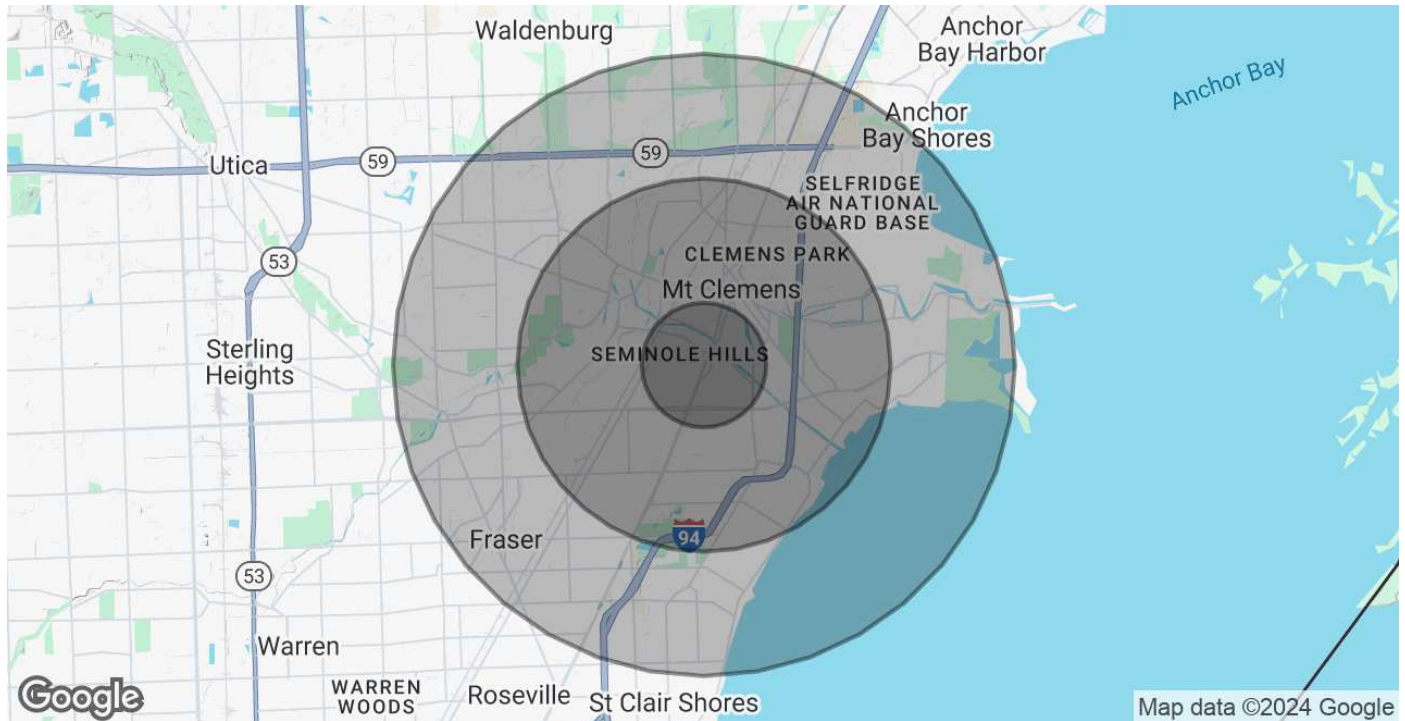 Waldenburg
Anchor
Bay Harbor
Anchor Bay
Anchor
Bay Shores
59
59
Utica
SELFRIDGE
AIR NATIONAL
GUARD BASE
53
CLEMENS PARK
Mt Clemens
Sterling
Heights
SEMINOLE HILLS
Fraser
94
53
Warren
WARREN
WOODS
Roseville
St Clair Shores
Google
Map data ©2024 Google